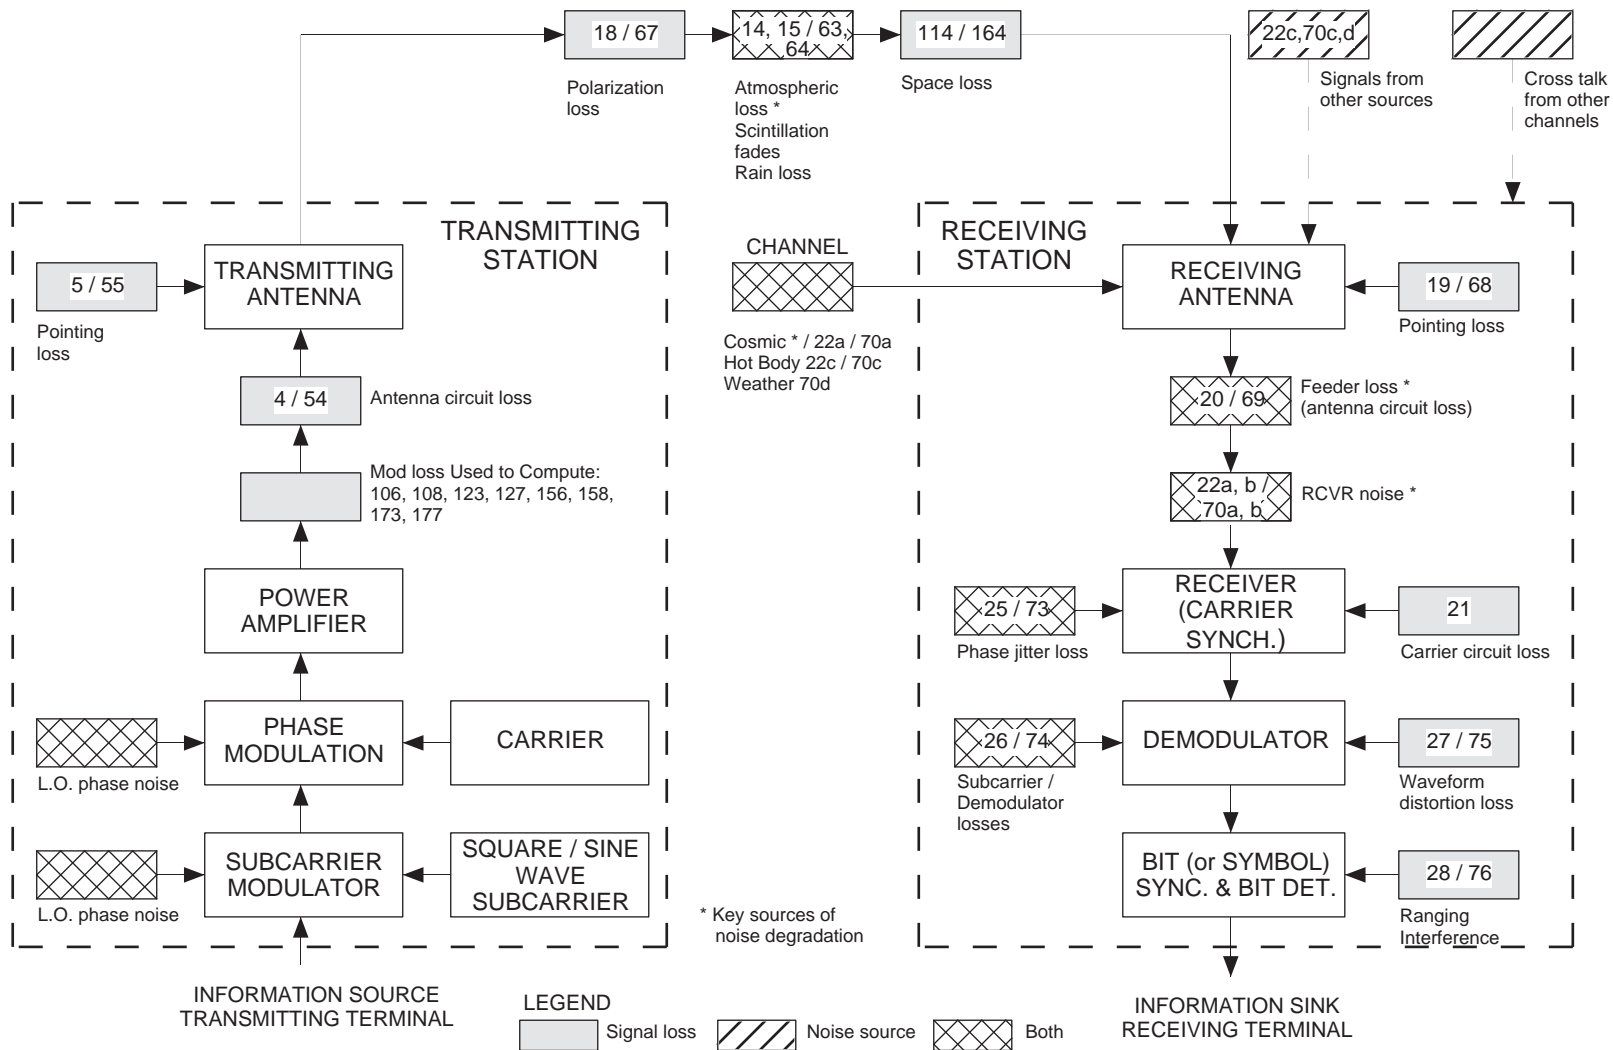 18 / 67
14, 15 / 63,
64
114 / 164
22c,70c,d
Polarization
loss
Atmospheric
loss *
Scintillation
fades
Rain loss
Space loss
Signals from
other sources
Cross talk
from other
channels
TRANSMITTING
STATION
5 / 55
Pointing
loss
TRANSMITTING
ANTENNA
4 / 54
Antenna circuit loss
Mod loss Used to Compute:
106, 108, 123, 127, 156, 158,
173, 177
POWER
AMPLIFIER
L.O. phase noise
PHASE
MODULATION
CARRIER
L.O. phase noise
SUBCARRIER
MODULATOR
SQUARE / SINE
WAVE
SUBCARRIER
INFORMATION SOURCE
TRANSMITTING TERMINAL
CHANNEL
Cosmic * / 22a / 70a
Hot Body 22c / 70c
Weather 70d
RECEIVING
STATION
RECEIVING
ANTENNA
19 / 68
Pointing loss
20 / 69
Feeder loss *
(antenna circuit loss)
22a, b /
70a, b
RCVR noise *
25 / 73
Phase jitter loss
RECEIVER
(CARRIER
SYNCH.)
21
Carrier circuit loss
26 / 74
Subcarrier /
Demodulator
losses
DEMODULATOR
27 / 75
Waveform
distortion loss
BIT (or SYMBOL)
SYNC. & BIT DET.
28 / 76
Ranging
Interference
* Key sources of
noise degradation
INFORMATION SINK
RECEIVING TERMINAL
LEGEND
Signal loss
Noise source
Both